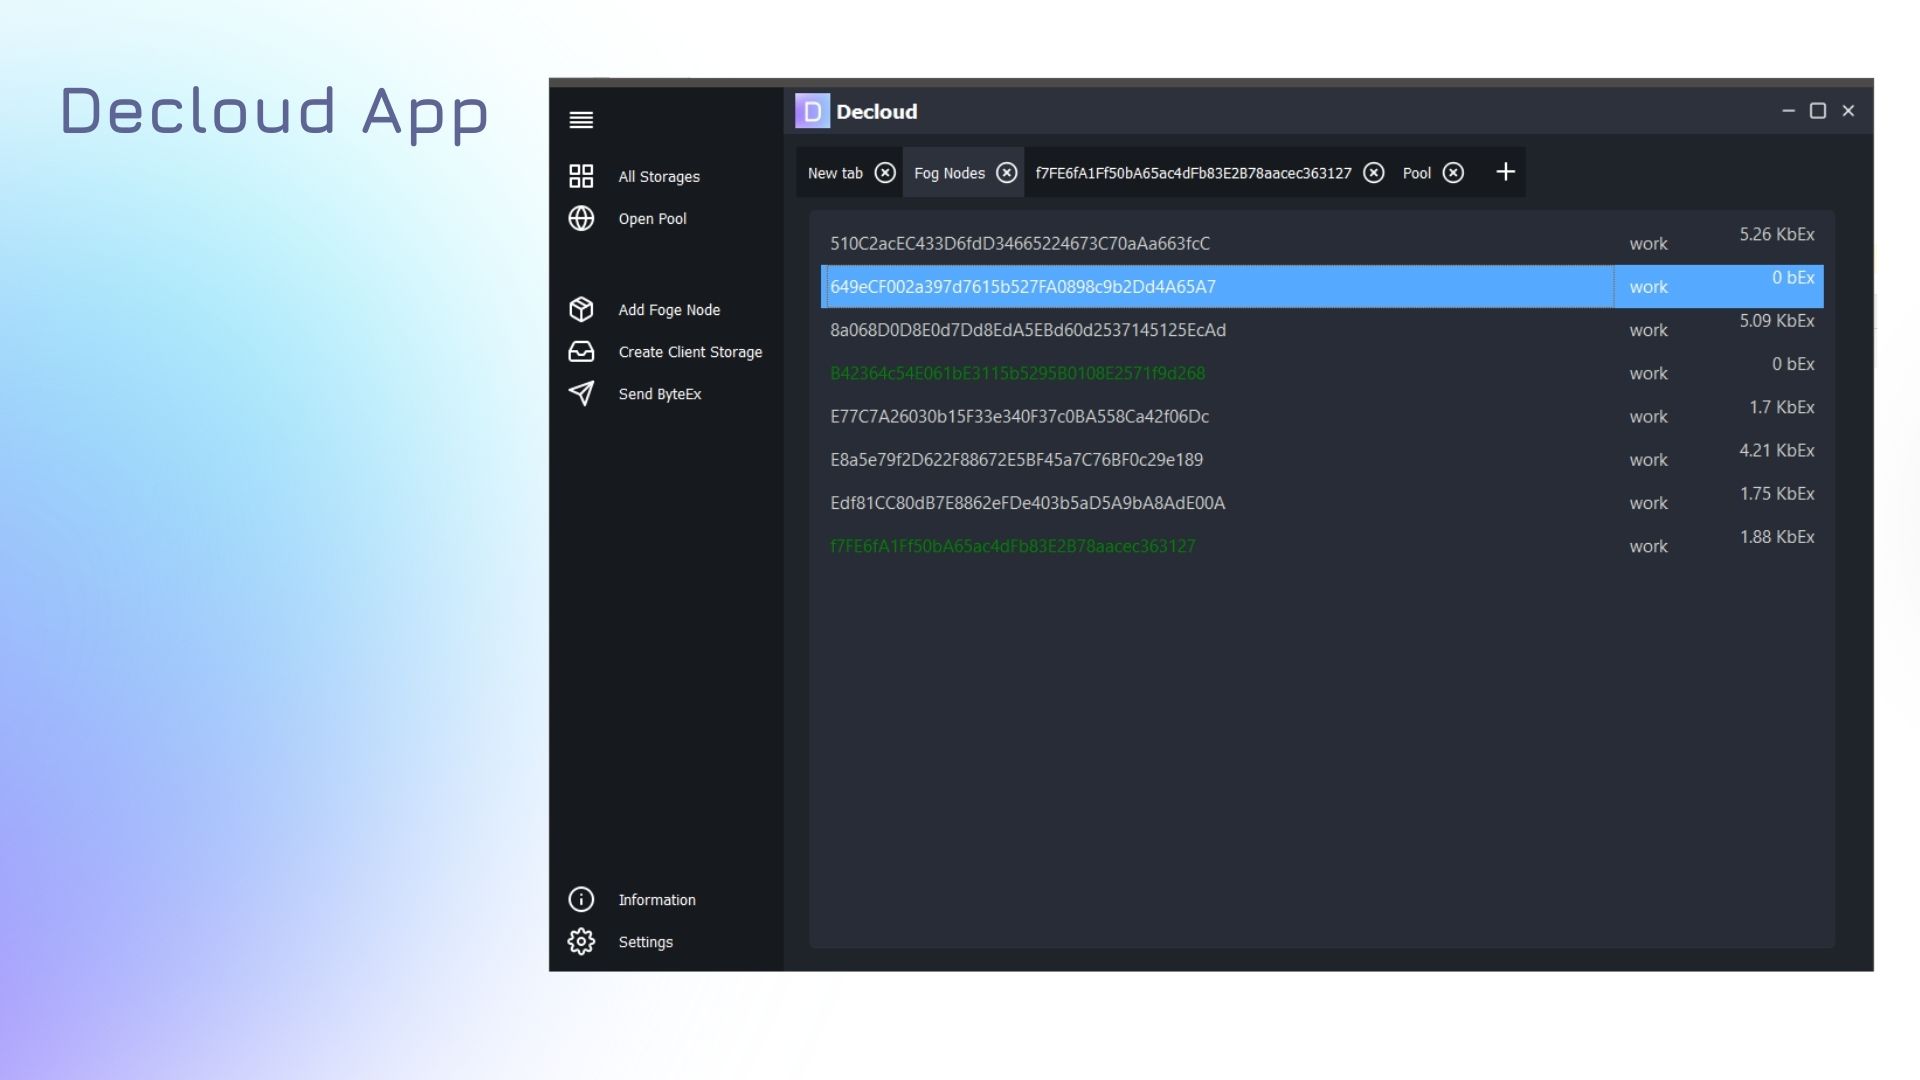 Decloud App
D Decloud
All Storages
Open Pool
Add Foge Node
Create Client Storage
Send ByteEx
Information
Settings
New tab Fog Nodes f7FE6fA1Ff50bA65ac4dFb83E2B78aacec363127 Pool
510C2acEC433D6fdD34665224673C70aAa663fcC work 5.26 KbEx
649eCF002a397d7615b527FA0898c9b2Dd4A65A7 work 0 bEx
8a068D0D8E0d7Dd8EdA5EBd60d2537145125EcAd work 5.09 KbEx
B42364c54E061bE3115b5295B0108E2571f9d268 work 0 bEx
E77C7A26030b15F33e340F37c0BA558Ca42f06Dc work 1.7 KbEx
E8a5e79f2D622F88672E5BF45a7C76BF0c29e189 work 4.21 KbEx
Edf81CC80dB7E8862eFDe403b5aD5A9bA8AdE00A work 1.75 KbEx
f7FE6fA1Ff50bA65ac4dFb83E2B78aacec363127 work 1.88 KbEx